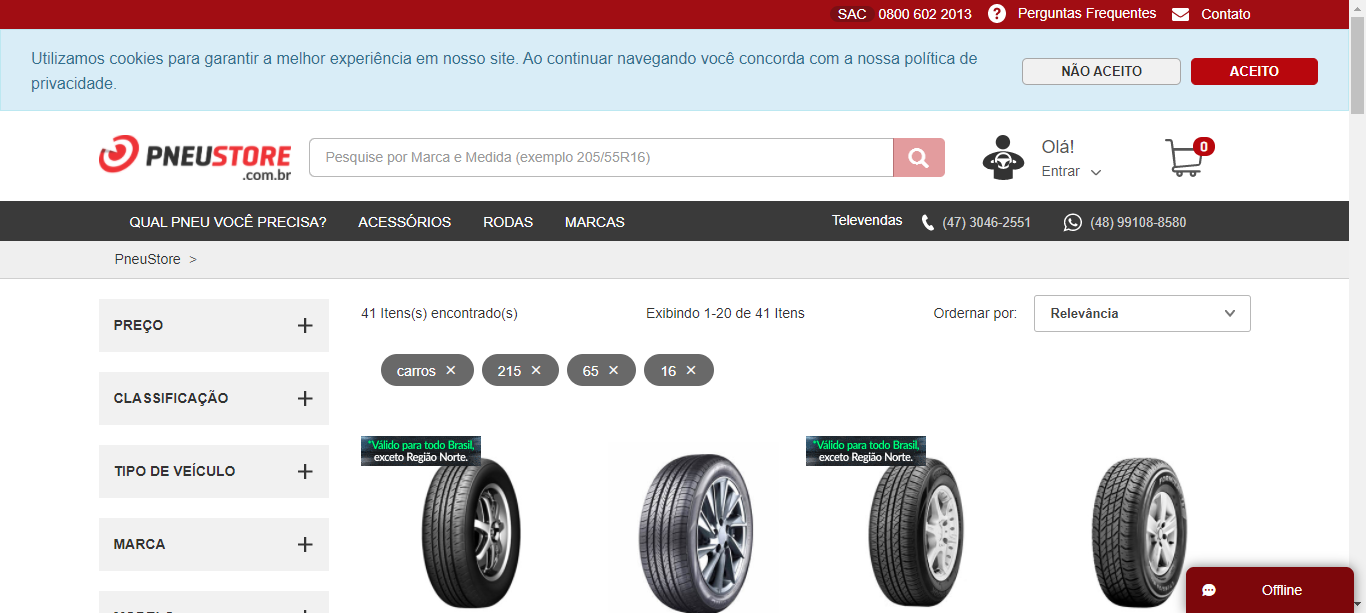 SAC 0800 602 2013 ? Perguntas Frequentes Contato
Utilizamos cookies para garantir a melhor experiência em nosso site. Ao continuar navegando você concorda com a nossa política de
privacidade.
NÃO ACEITO
ACEITO
PNEUSTORE
.com.br
Pesquise por Marca e Medida (exemplo 205/55R16)
Olá!
Entrar
0
QUAL PNEU VOCÊ PRECISA? ACESSÓRIOS RODAS MARCAS Televendas (47) 3046-2551 (48) 99108-8580
PneuStore >
PREÇO +
CLASSIFICAÇÃO +
TIPO DE VEÍCULO +
MARCA +
41 Itens(s) encontrado(s) Exibindo 1-20 de 41 Itens Ordernar por: Relevância
carros × 215 × 65 × 16 ×
*Válido para todo Brasil,
exceto Região Norte.
*Válido para todo Brasil,
exceto Região Norte.
Offline